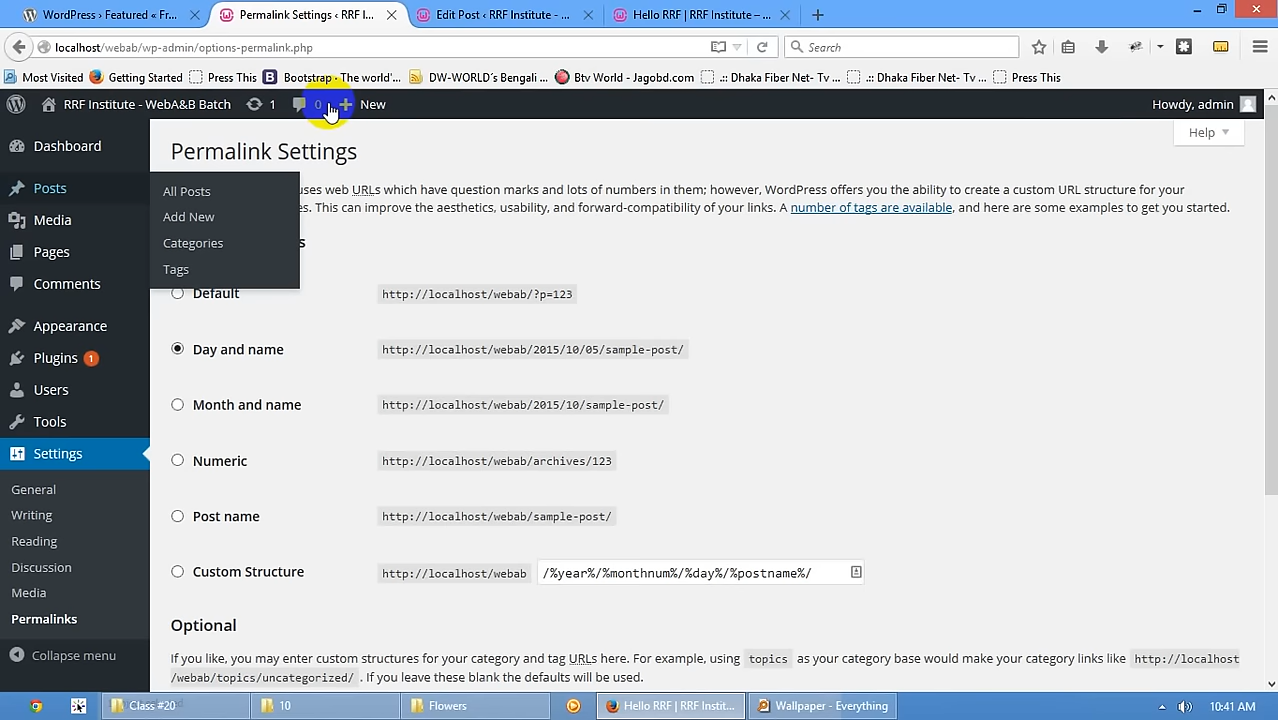 WordPress › Featured « Fr...
Permalink Settings ‹ RRF I...
Edit Post ‹ RRF Institute - ...
Hello RRF | RRF Institute – ...
localhost/webab/wp-admin/options-permalink.php
Search
Most Visited
Getting Started
Press This
Bootstrap · The world'...
DW-WORLD's Bengali ...
Btv World - Jagobd.com
.:: Dhaka Fiber Net- Tv ...
.:: Dhaka Fiber Net- Tv ...
Press This
RRF Institute - WebA&B Batch
1
0
New
Howdy, admin
Help
Dashboard
Posts
Media
Pages
Comments
Appearance
Plugins 1
Users
Tools
Settings
General
Writing
Reading
Discussion
Media
Permalinks
Collapse menu
All Posts
Add New
Categories
Tags
Permalink Settings
uses web URLs which have question marks and lots of numbers in them; however, WordPress offers you the ability to create a custom URL structure for your
es. This can improve the aesthetics, usability, and forward-compatibility of your links. A number of tags are available, and here are some examples to get you started.
s
Default
http://localhost/webab/?p=123
Day and name
http://localhost/webab/2015/10/05/sample-post/
Month and name
http://localhost/webab/2015/10/sample-post/
Numeric
http://localhost/webab/archives/123
Post name
http://localhost/webab/sample-post/
Custom Structure
http://localhost/webab
/%year%/%monthnum%/%day%/%postname%/
Optional
If you like, you may enter custom structures for your category and tag URLs here. For example, using topics as your category base would make your category links like http://localhost
/webab/topics/uncategorized/ . If you leave these blank the defaults will be used.
Class #20
10
Flowers
Hello RRF | RRF Instit...
Wallpaper - Everything
10:41 AM